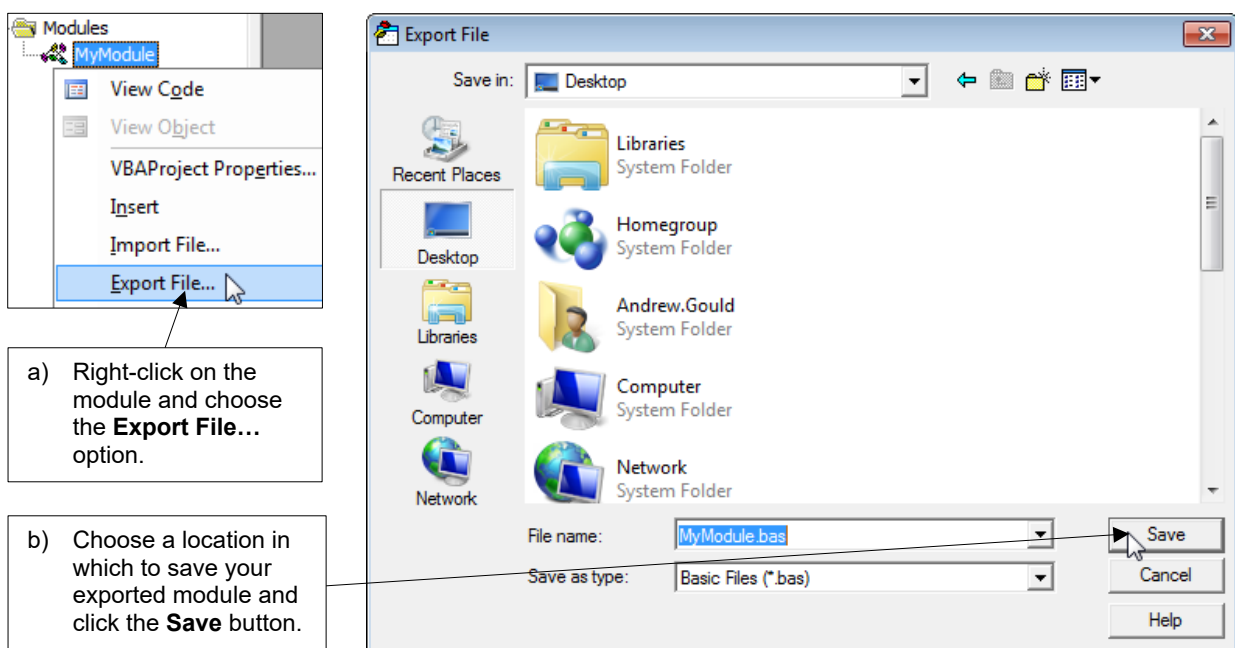 Modules
MyModule
View Code
View Object
VBAProject Properties...
Insert
Import File...
Export File...
a) Right-click on the
module and choose
the Export File…
option.
b) Choose a location in
which to save your
exported module and
click the Save button.
Export File
Save in:
Desktop
Recent Places
Desktop
Libraries
Computer
Network
Libraries
System Folder
Homegroup
System Folder
Andrew.Gould
System Folder
Computer
System Folder
Network
System Folder
File name:
MyModule.bas
Save
Save as type:
Basic Files (*.bas)
Cancel
Help